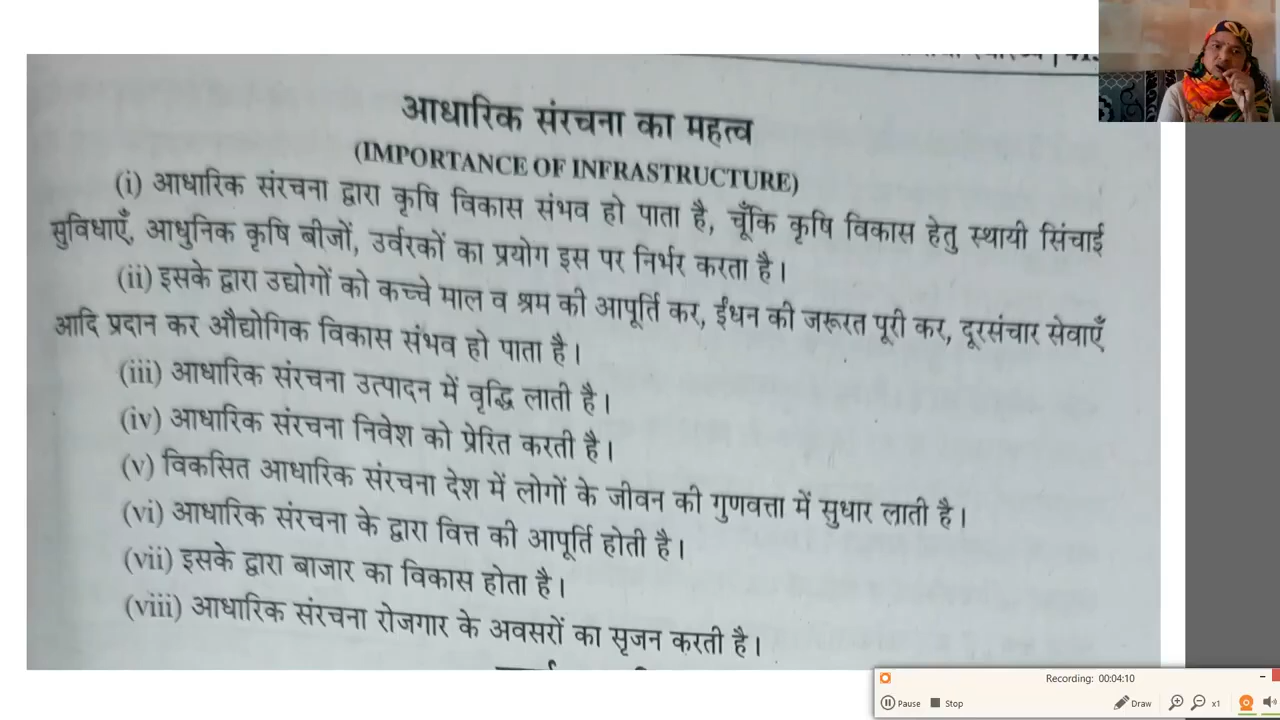 आधारिक संरचना का महत्व
(IMPORTANCE OF INFRASTRUCTURE)
(i) आधारिक संरचना द्वारा कृषि विकास संभव हो पाता है, चूँकि कृषि विकास हेतु स्थायी सिंचाई
सुविधाएँ, आधुनिक कृषि बीजों, उर्वरकों का प्रयोग इस पर निर्भर करता है।
(ii) इसके द्वारा उद्योगों को कच्चे माल व श्रम की आपूर्ति कर, ईंधन की जरूरत पूरी कर, दूरसंचार सेवाएँ
आदि प्रदान कर औद्योगिक विकास संभव हो पाता है।
(iii) आधारिक संरचना उत्पादन में वृद्धि लाती है।
(iv) आधारिक संरचना निवेश को प्रेरित करती है।
(v) विकसित आधारिक संरचना देश में लोगों के जीवन की गुणवत्ता में सुधार लाती है।
(vi) आधारिक संरचना के द्वारा वित्त की आपूर्ति होती है।
(vii) इसके द्वारा बाजार का विकास होता है।
(viii) आधारिक संरचना रोजगार के अवसरों का सृजन करती है।
Recording: 00:04:10
Pause Stop Draw x1